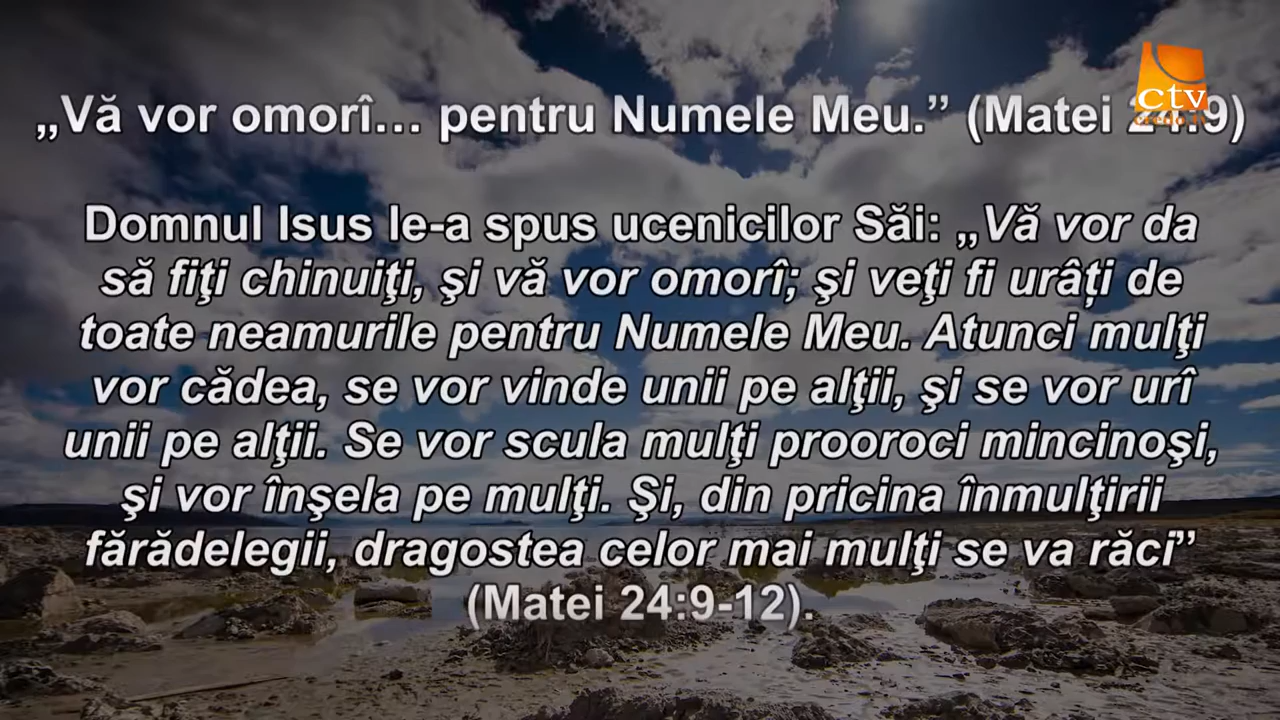 „Vă vor omorî… pentru Numele Meu.” (Matei 24:9)
Domnul Isus le-a spus ucenicilor Săi: „Vă vor da
să fiţi chinuiţi, şi vă vor omorî; şi veţi fi urâți de
toate neamurile pentru Numele Meu. Atunci mulţi
vor cădea, se vor vinde unii pe alţii, şi se vor urî
unii pe alţii. Se vor scula mulţi prooroci mincinoşi,
şi vor înşela pe mulţi. Şi, din pricina înmulţirii
fărădelegii, dragostea celor mai mulţi se va răci”
(Matei 24:9-12).
ctv